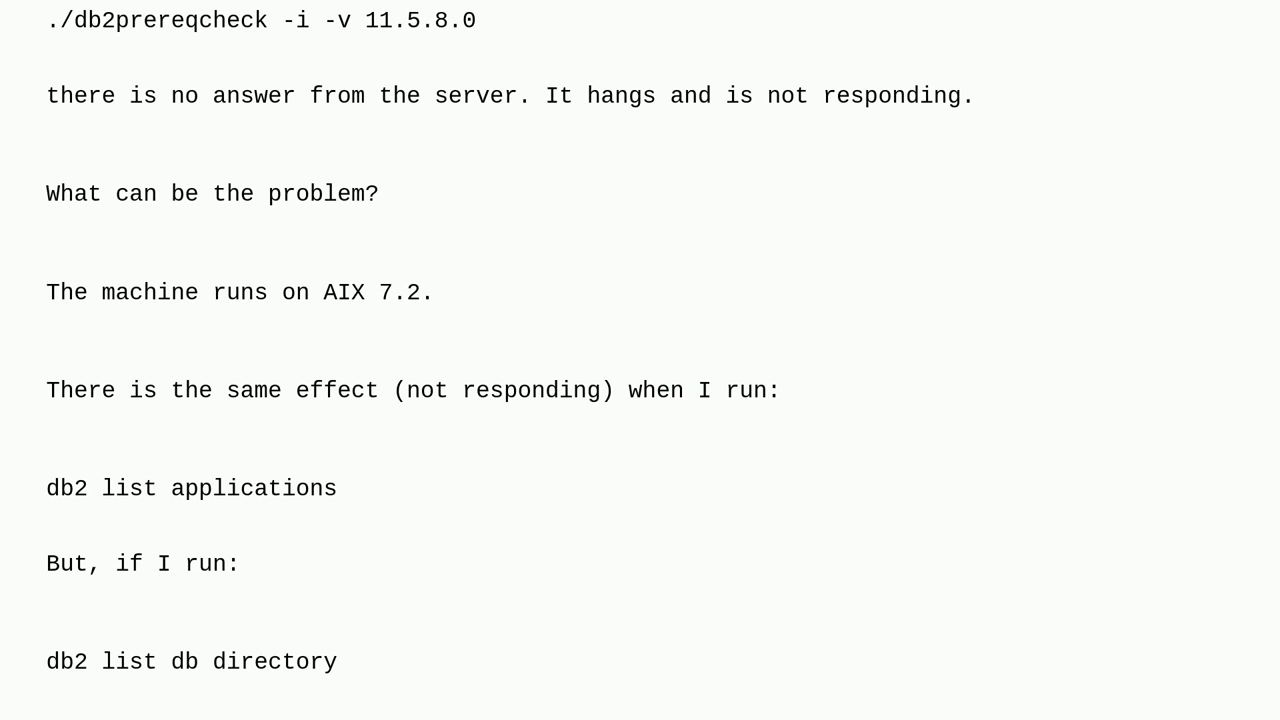 ./db2prereqcheck -i -v 11.5.8.0
there is no answer from the server. It hangs and is not responding.
What can be the problem?
The machine runs on AIX 7.2.
There is the same effect (not responding) when I run:
db2 list applications
But, if I run:
db2 list db directory